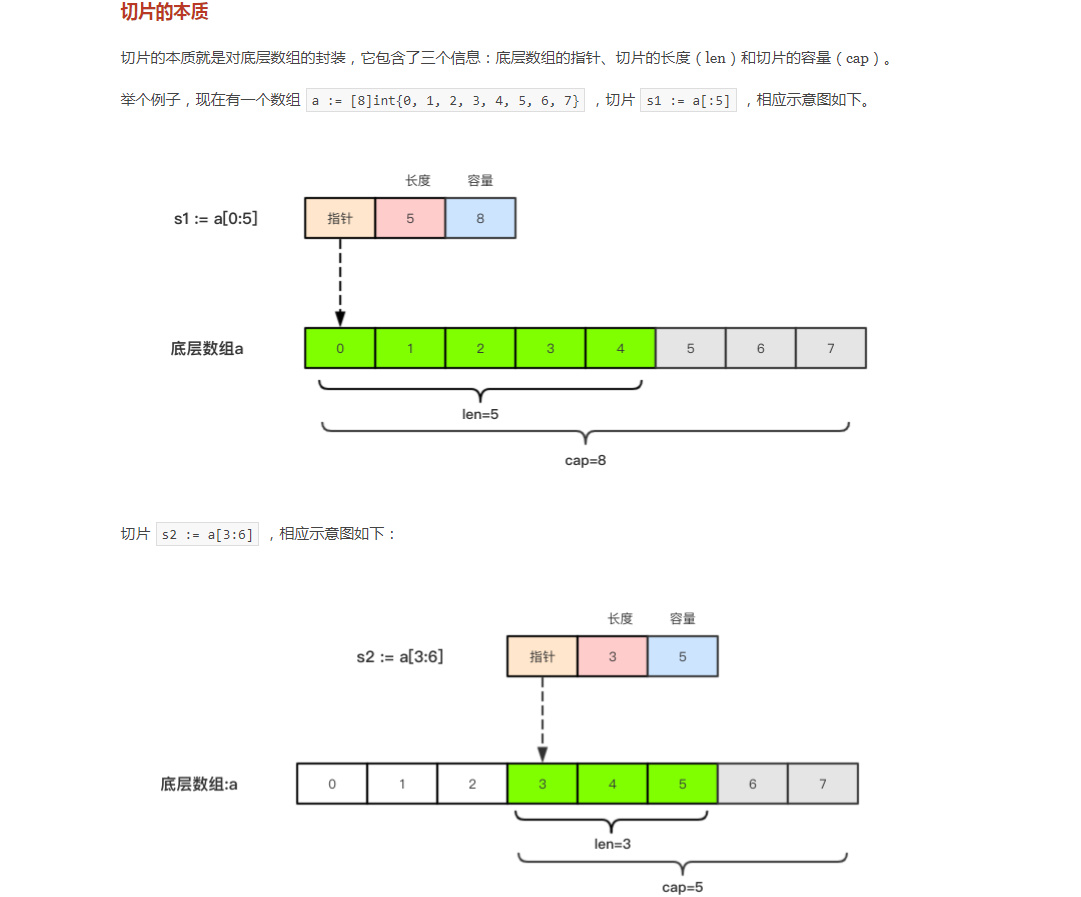 切片的本质
切片的本质就是对底层数组的封装，它包含了三个信息：底层数组的指针、切片的长度（len）和切片的容量（cap）。
举个例子，现在有一个数组 a := [8]int{0, 1, 2, 3, 4, 5, 6, 7} ，切片 s1 := a[:5] ，相应示意图如下。
长度 容量
s1 := a[0:5] 指针 5 8
底层数组a 0 1 2 3 4 5 6 7
len=5
cap=8
切片 s2 := a[3:6] ，相应示意图如下：
长度 容量
s2 := a[3:6] 指针 3 5
底层数组:a 0 1 2 3 4 5 6 7
len=3
cap=5